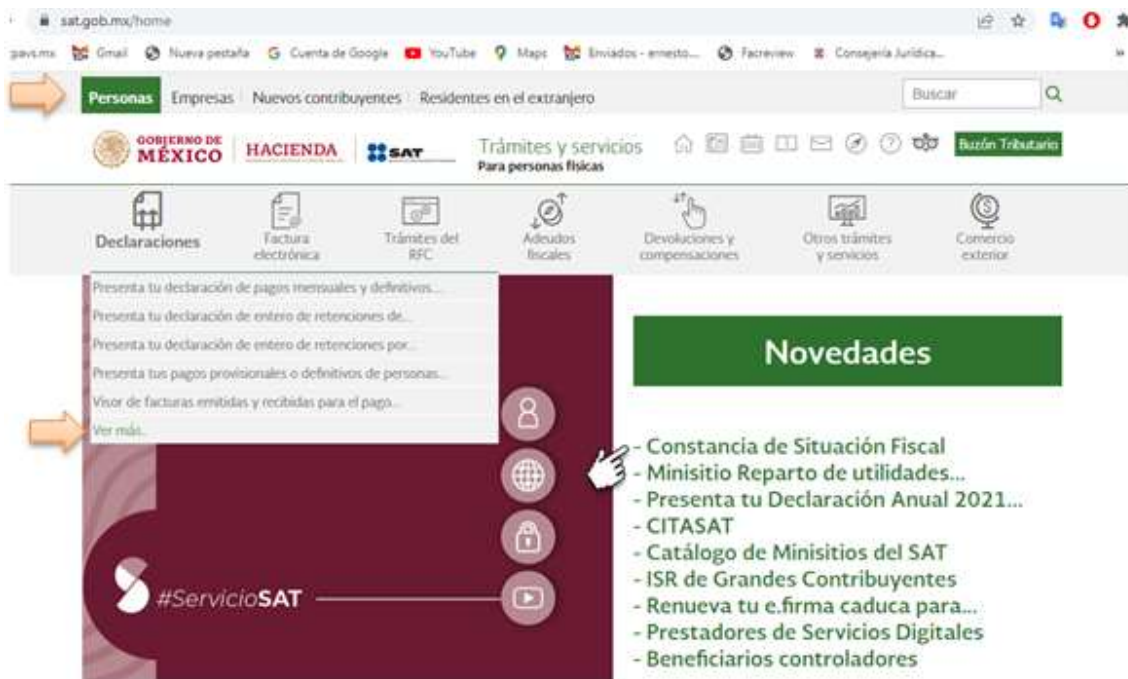 sat.gob.mx/home
pavs.mx Gmail Nueva pestaña Cuenta de Google YouTube Maps Enviados - ernesto... Facreview Consejería Jurídica...
Personas Empresas Nuevos contribuyentes Residentes en el extranjero Buscar
GOBIERNO DE MÉXICO HACIENDA SAT Trámites y servicios Buzón Tributario
Para personas físicas
Declaraciones
Factura electrónica
Trámites del RFC
Adeudos fiscales
Devoluciones y compensaciones
Otros trámites y servicios
Comercio exterior
Presenta tu declaración de pagos mensuales y definitivos...
Presenta tu declaración de entero de retenciones de...
Presenta tu declaración de entero de retenciones por...
Presenta tus pagos provisionales o definitivos de personas...
Visor de facturas emitidas y recibidas para el pago...
Ver más..
#ServicioSAT
Novedades
- Constancia de Situación Fiscal
- Minisitio Reparto de utilidades...
- Presenta tu Declaración Anual 2021...
- CITASAT
- Catálogo de Minisitios del SAT
- ISR de Grandes Contribuyentes
- Renueva tu e.firma caduca para...
- Prestadores de Servicios Digitales
- Beneficiarios controladores